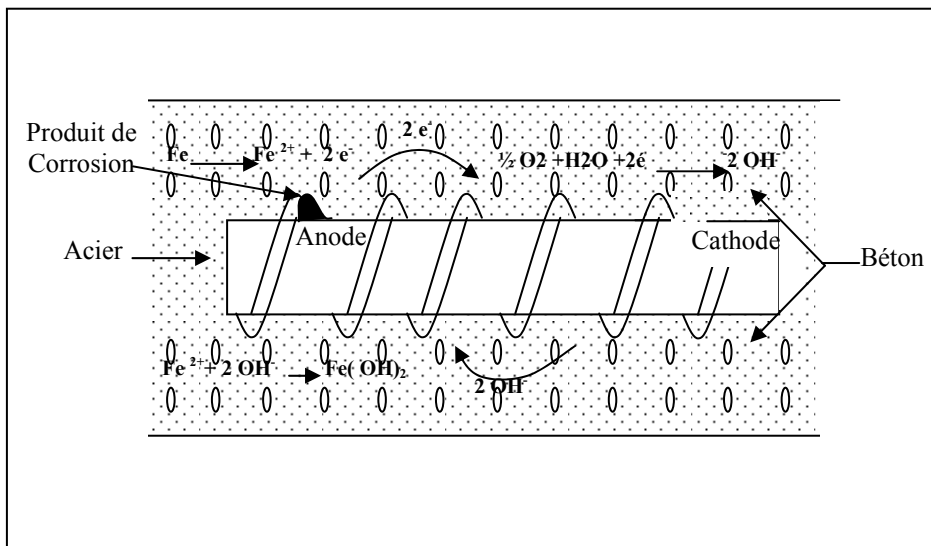 Produit de
Corrosion
Fe → Fe ²⁺ + 2 e⁻
2 e⁻
½ O2 +H2O +2é → 2 OH
Anode
Cathode
Acier
Béton
Fe ²⁺ + 2 OH → Fe( OH)₂
2 OH